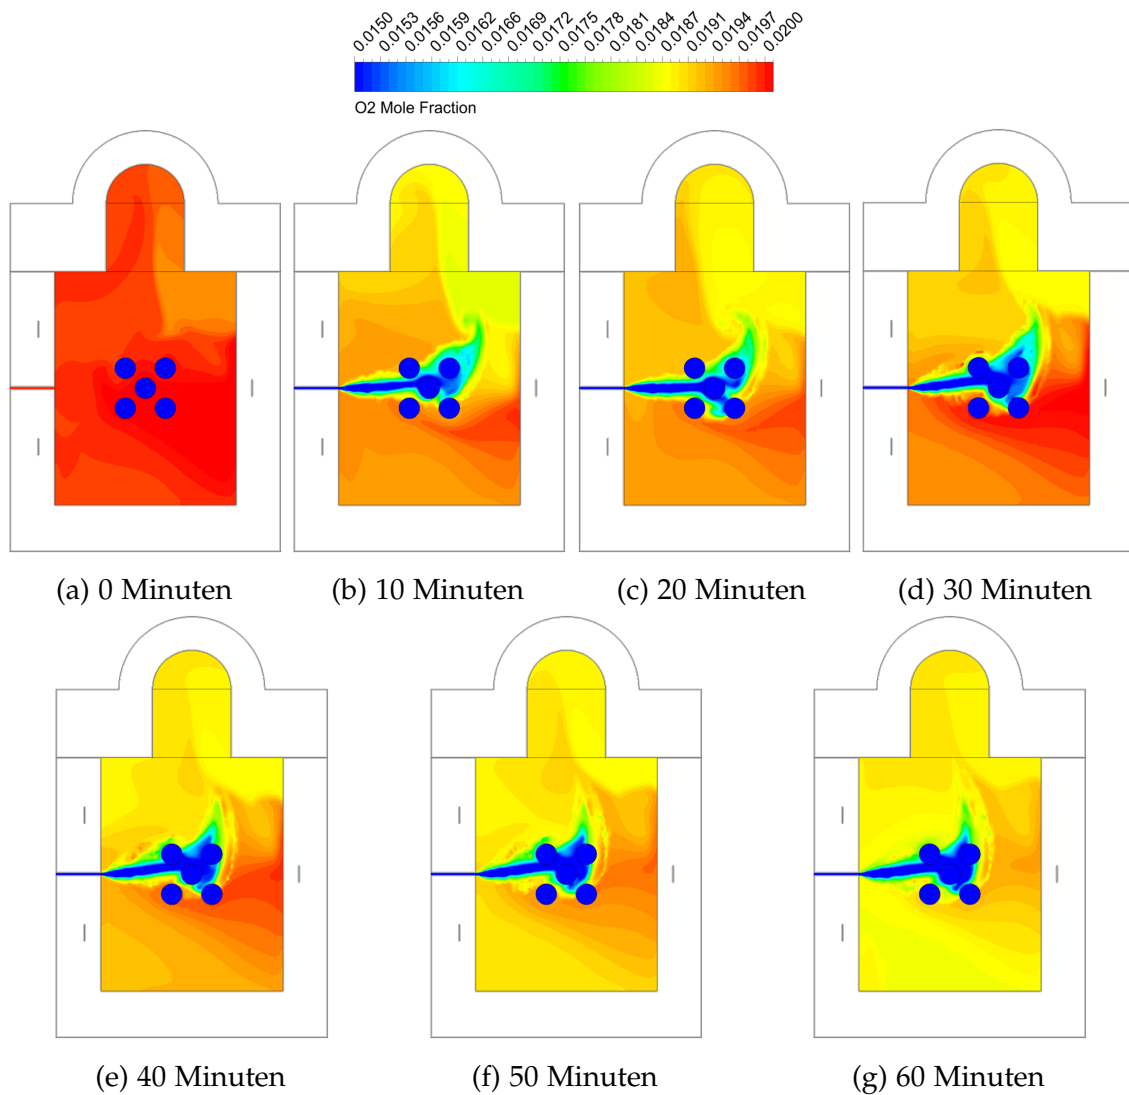 0.0150 0.0153 0.0156 0.0159 0.0162 0.0166 0.0169 0.0172 0.0175 0.0178 0.0181 0.0184 0.0187 0.0191 0.0194 0.0197 0.0200
O2 Mole Fraction
(a) 0 Minuten (b) 10 Minuten (c) 20 Minuten (d) 30 Minuten
(e) 40 Minuten (f) 50 Minuten (g) 60 Minuten